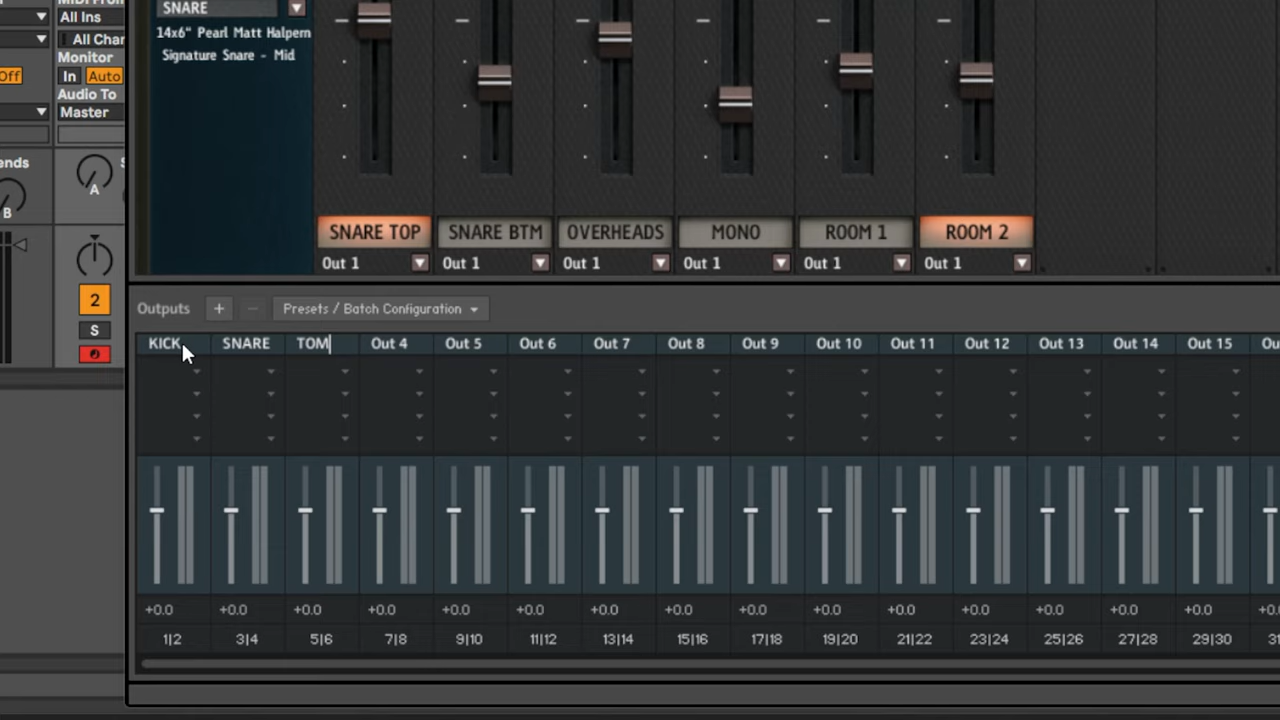 SNARE
14x6" Pearl Matt Halpern
Signature Snare - Mid
All Ins
All Chan
Monitor
Off In Auto
Audio To
Master
A
B
2
S
SNARE TOP SNARE BTM OVERHEADS MONO ROOM 1 ROOM 2
Out 1 Out 1 Out 1 Out 1 Out 1 Out 1
Outputs + − Presets / Batch Configuration
KICK SNARE TOM Out 4 Out 5 Out 6 Out 7 Out 8 Out 9 Out 10 Out 11 Out 12 Out 13 Out 14 Out 15
+0.0 +0.0 +0.0 +0.0 +0.0 +0.0 +0.0 +0.0 +0.0 +0.0 +0.0 +0.0 +0.0 +0.0 +0.0
1|2 3|4 5|6 7|8 9|10 11|12 13|14 15|16 17|18 19|20 21|22 23|24 25|26 27|28 29|30